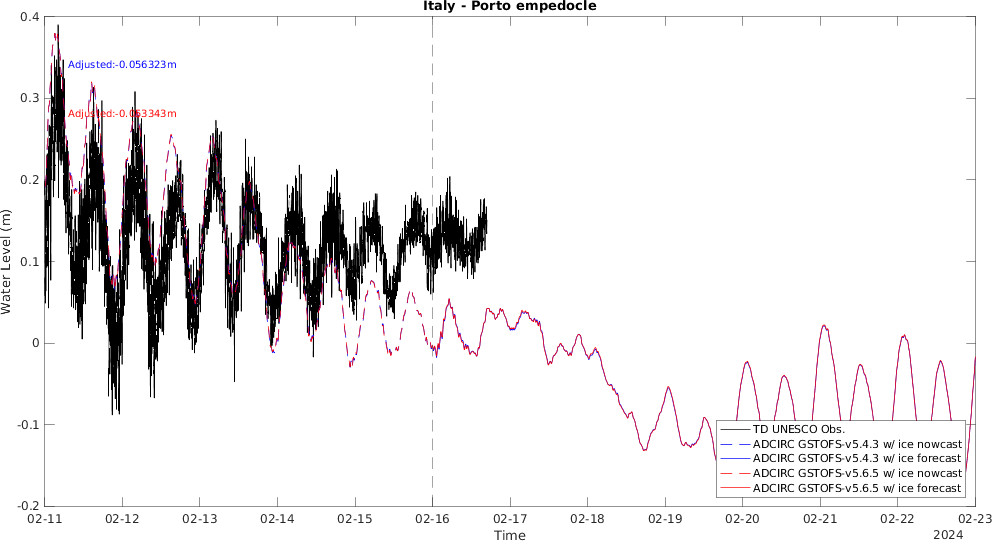 Italy - Porto empedocle
0.4
0.3
0.2
0.1
0
-0.1
-0.2
Water Level (m)
Adjusted:-0.056323m
Adjusted:-0.053343m
TD UNESCO Obs.
ADCIRC GSTOFS-v5.4.3 w/ ice nowcast
ADCIRC GSTOFS-v5.4.3 w/ ice forecast
ADCIRC GSTOFS-v5.6.5 w/ ice nowcast
ADCIRC GSTOFS-v5.6.5 w/ ice forecast
02-11 02-12 02-13 02-14 02-15 02-16 02-17 02-18 02-19 02-20 02-21 02-22 02-23
Time
2024